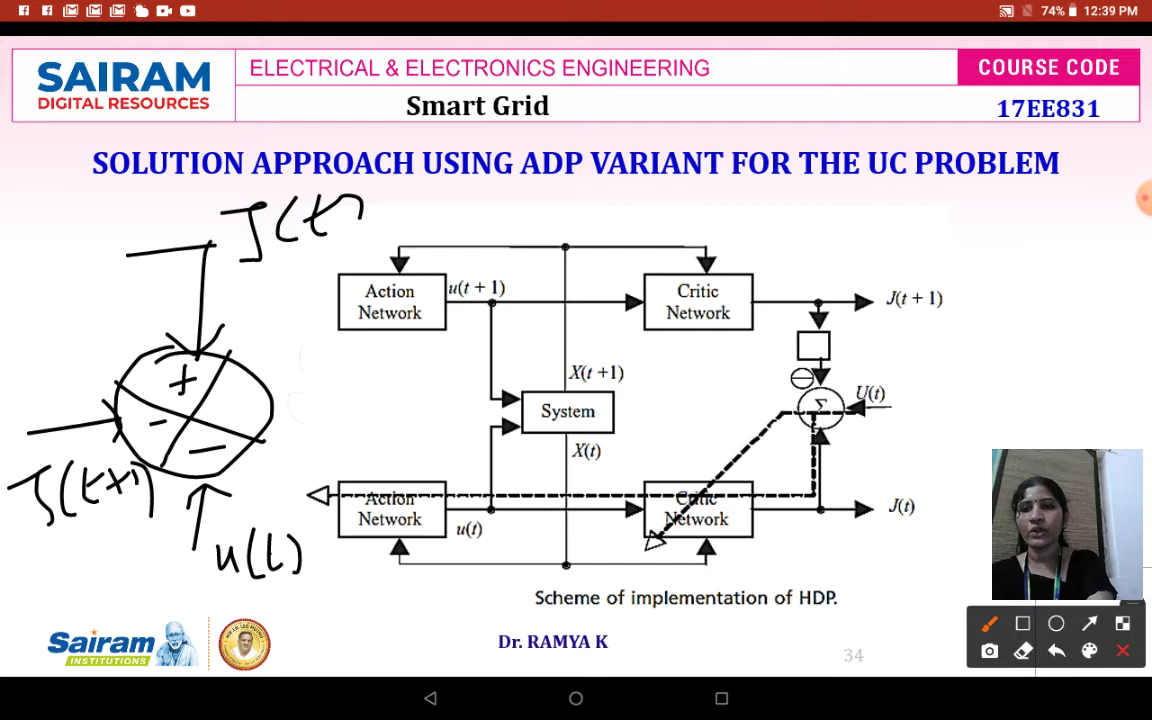 74% 12:39 PM
SAIRAM
DIGITAL RESOURCES
ELECTRICAL & ELECTRONICS ENGINEERING
COURSE CODE
Smart Grid
17EE831
SOLUTION APPROACH USING ADP VARIANT FOR THE UC PROBLEM
J(t)
Action
Network
u(t + 1)
Critic
Network
J(t + 1)
X(t +1)
+
U(t)
System
Σ
-
-
X(t)
J(t+1)
Action
Network
u(t)
Critic
Network
J(t)
u(t)
Scheme of implementation of HDP.
Sairam
INSTITUTIONS
Dr. RAMYA K
34